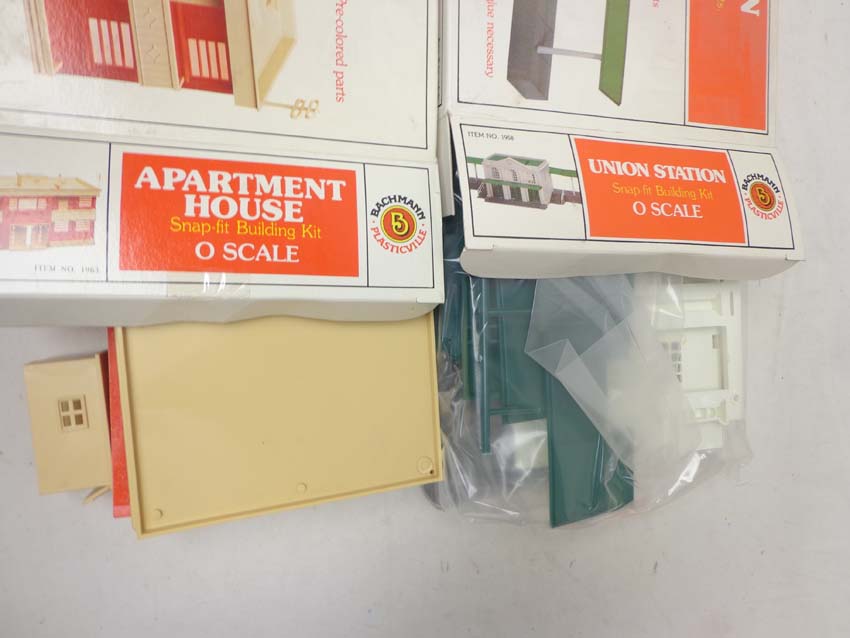 Pre-colored parts
APARTMENT
HOUSE
Snap-fit Building Kit
O SCALE
BACHMANN
B
PLASTICVILLE
ITEM NO. 1963
necessary
N
ITEM NO. 1958
UNION STATION
Snap-fit Building Kit
O SCALE
BACHMANN
B
PLASTICVILLE